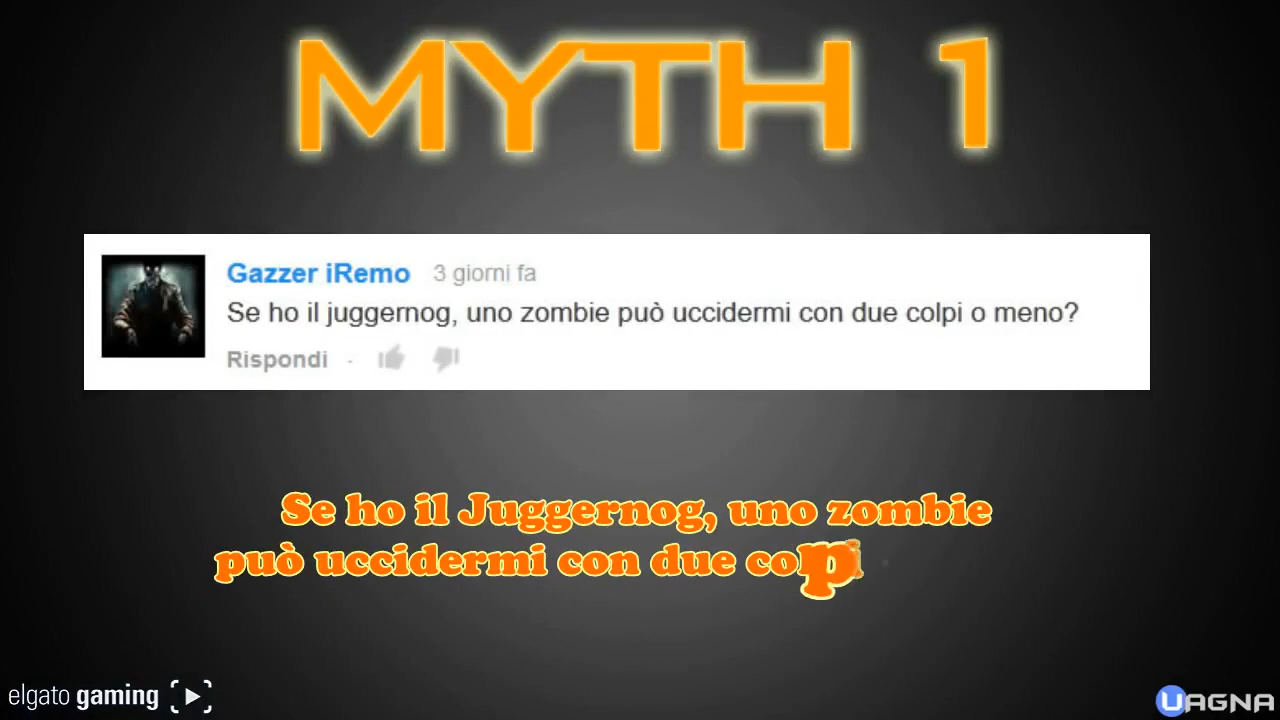 MYTH 1
Gazzer iRemo 3 giorni fa
Se ho il juggernog, uno zombie può uccidermi con due colpi o meno?
Rispondi
Se ho il Juggernog, uno zombie
può uccidermi con due colpi
elgato gaming
UAGNA